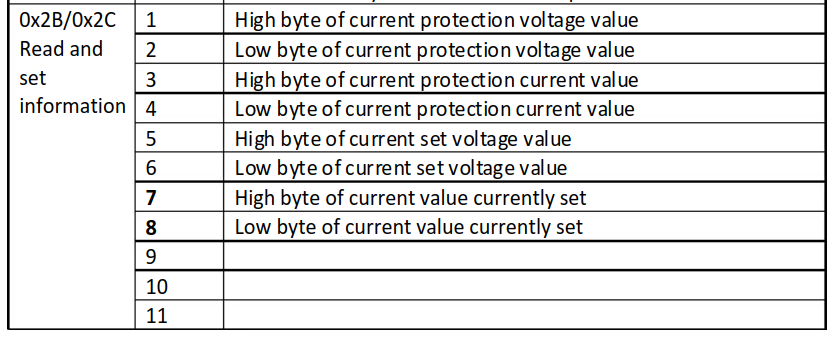 0x2B/0x2C 1 High byte of current protection voltage value
Read and 2 Low byte of current protection voltage value
set 3 High byte of current protection current value
information 4 Low byte of current protection current value
5 High byte of current set voltage value
6 Low byte of current set voltage value
7 High byte of current value currently set
8 Low byte of current value currently set
9
10
11